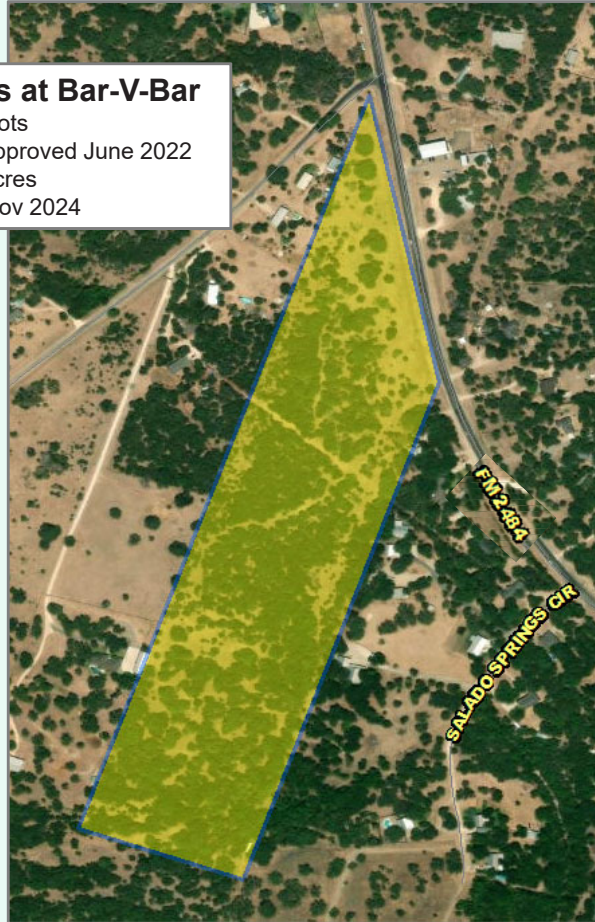 s at Bar-V-Bar
ots
pproved June 2022
cres
ov 2024
FM 2484
SALADO SPRINGS CIR